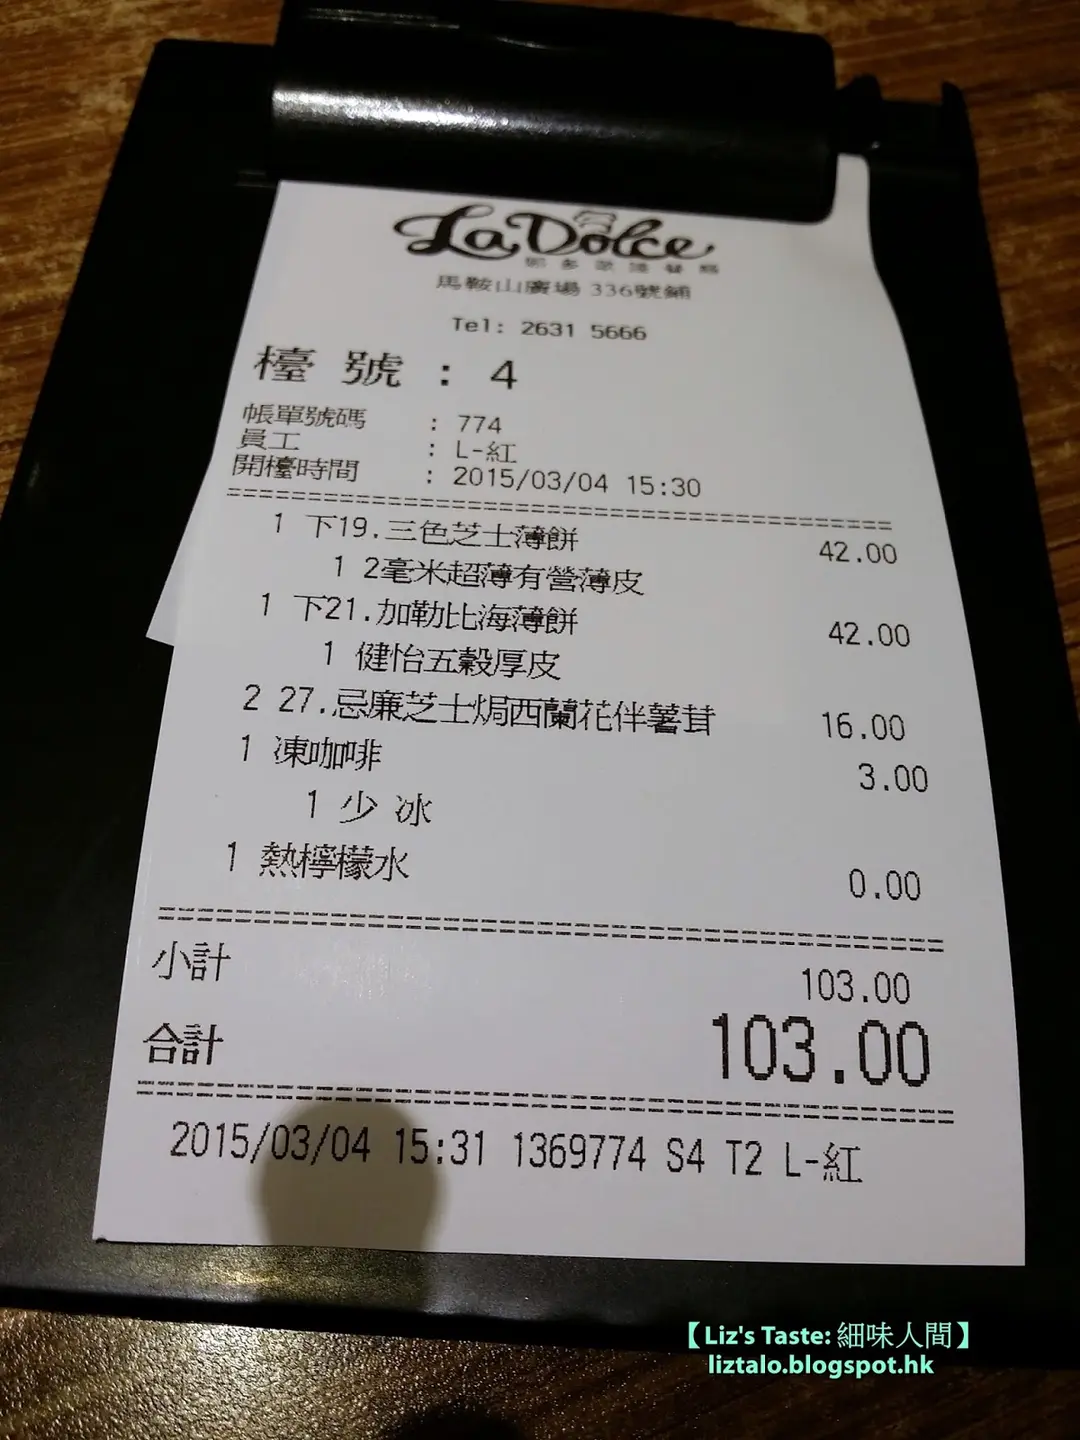 La Dolce
馬鞍山廣場 336號鋪
Tel: 2631 5666
檯 號 : 4
帳單號碼 : 774
員工 : L-紅
開檯時間 : 2015/03/04 15:30
1 下19.三色芝士薄餅 42.00
1 2毫米超薄有營薄皮
1 下21.加勒比海薄餅 42.00
1 健怡五穀厚皮
2 27.忌廉芝士焗西蘭花伴薯茸 16.00
1 凍咖啡 3.00
1 少 冰
1 熱檸檬水 0.00
小計 103.00
合計 103.00
2015/03/04 15:31 1369774 S4 T2 L-紅
【Liz's Taste: 細味人間】
liztalo.blogspot.hk